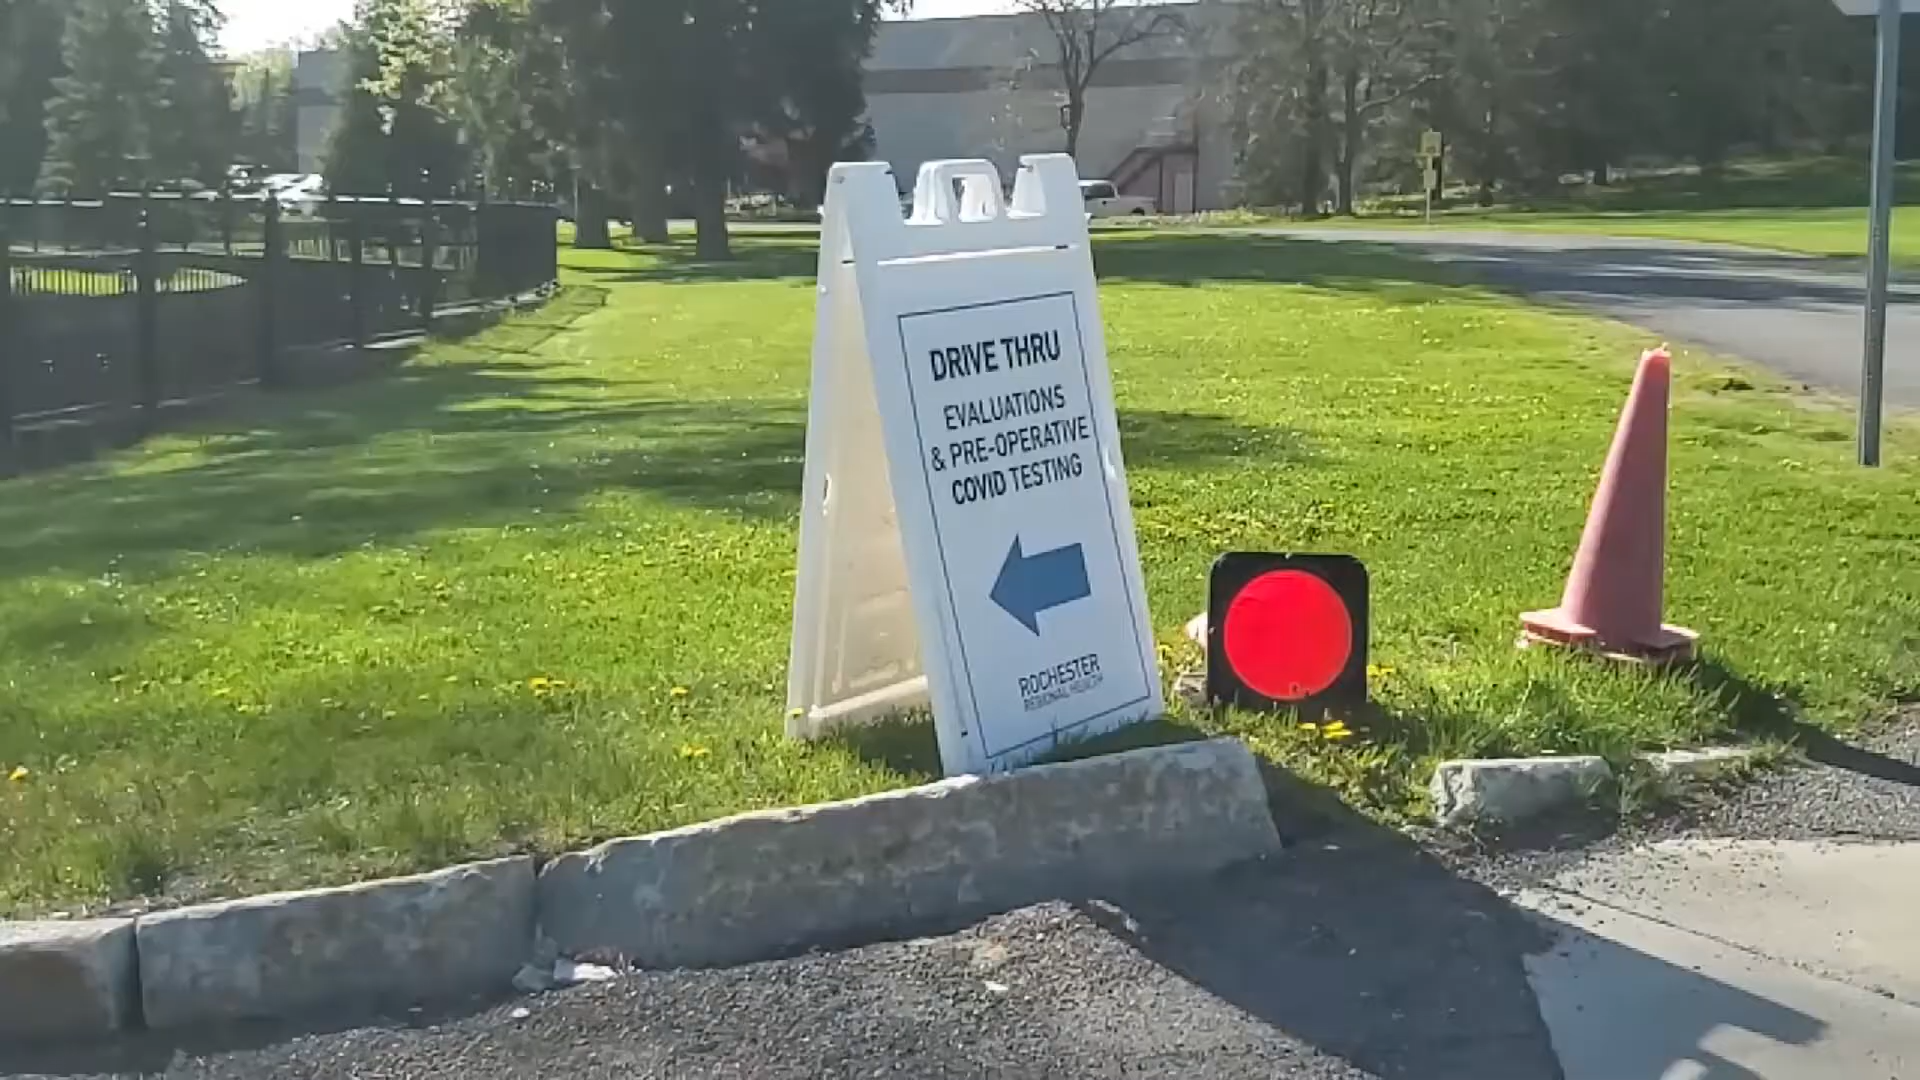 DRIVE THRU
EVALUATIONS
& PRE-OPERATIVE
COVID TESTING
ROCHESTER
REGIONAL HEALTH